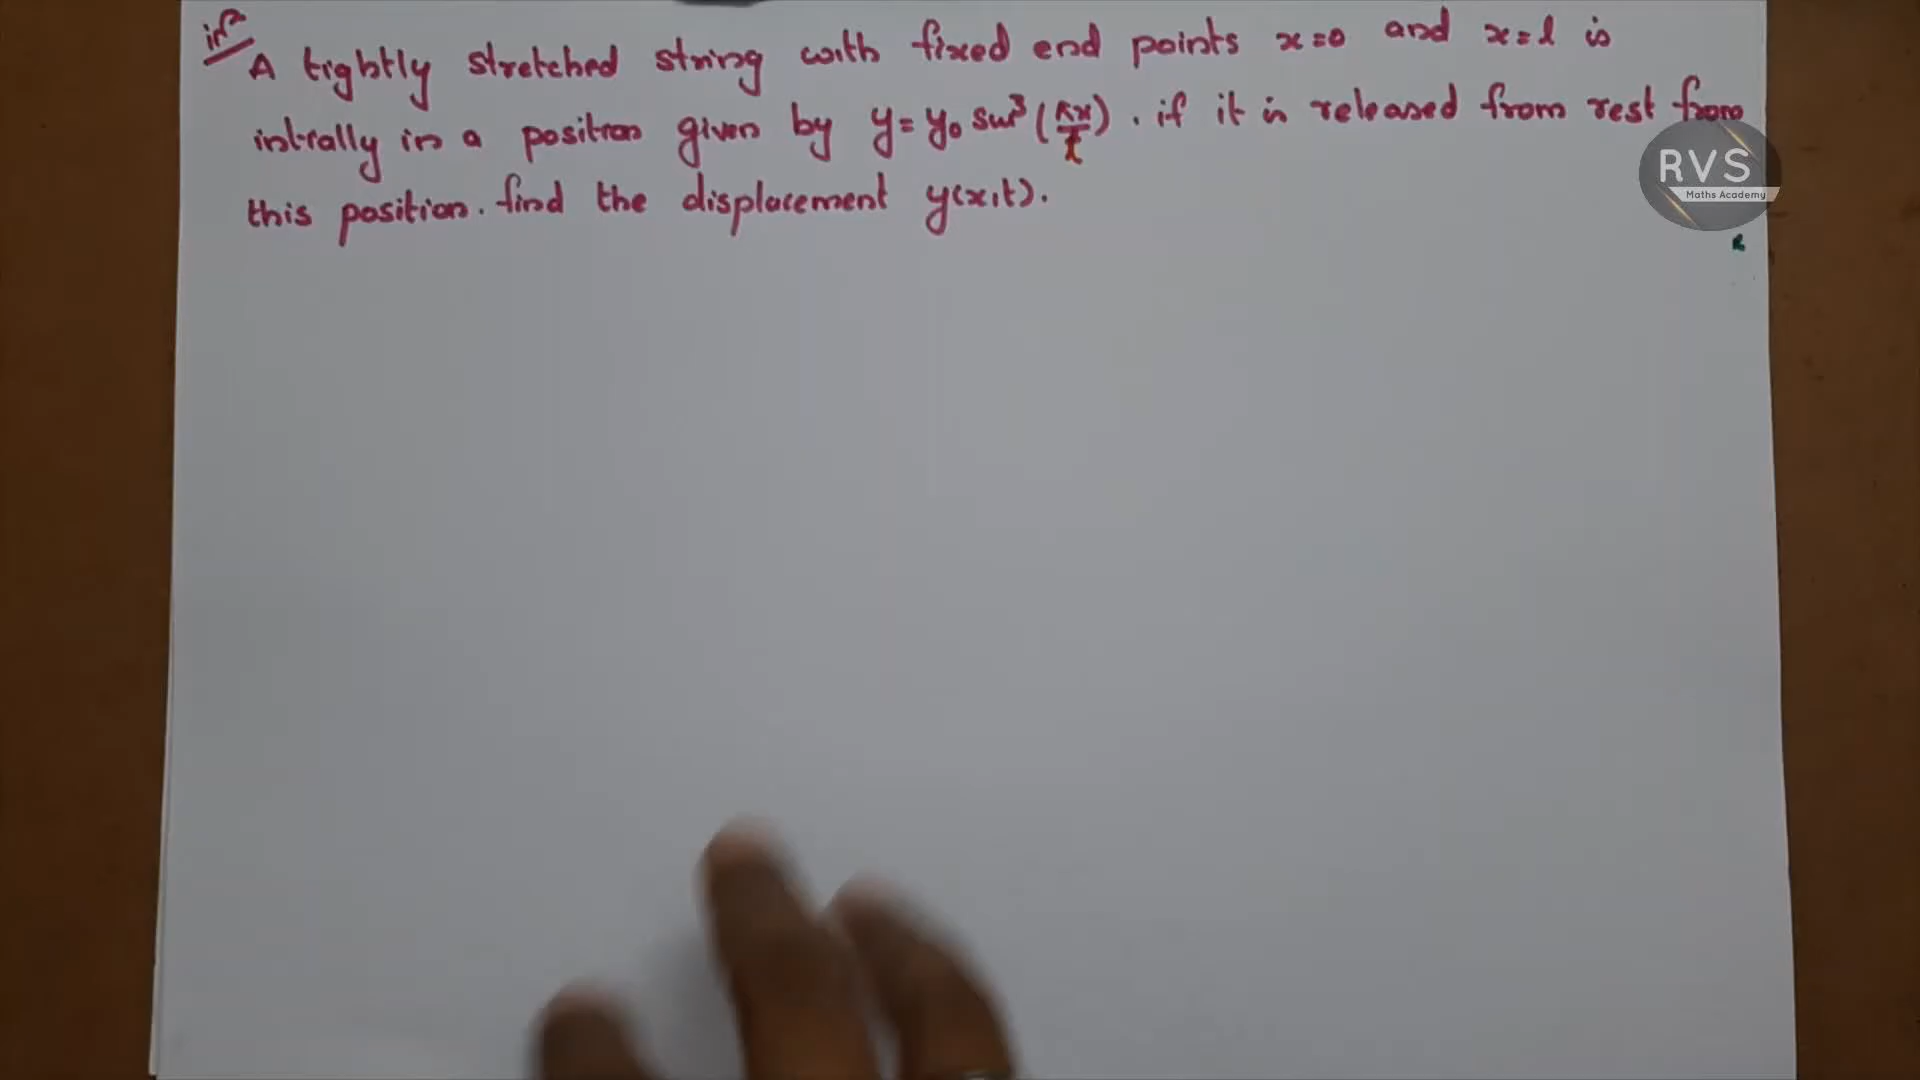 imp
A tightly stretched string with fixed end points x=0 and x=l is
initially in a position given by y=y₀ sin³(πx/l). if it is released from rest from
this position. find the displacement y(x,t).
RVS
Maths Academy